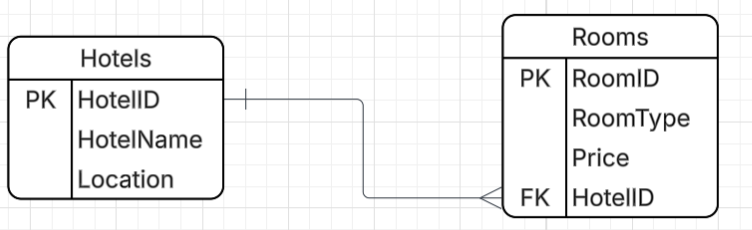 Hotels
PK HotelID
HotelName
Location
Rooms
PK RoomID
RoomType
Price
FK HotelID